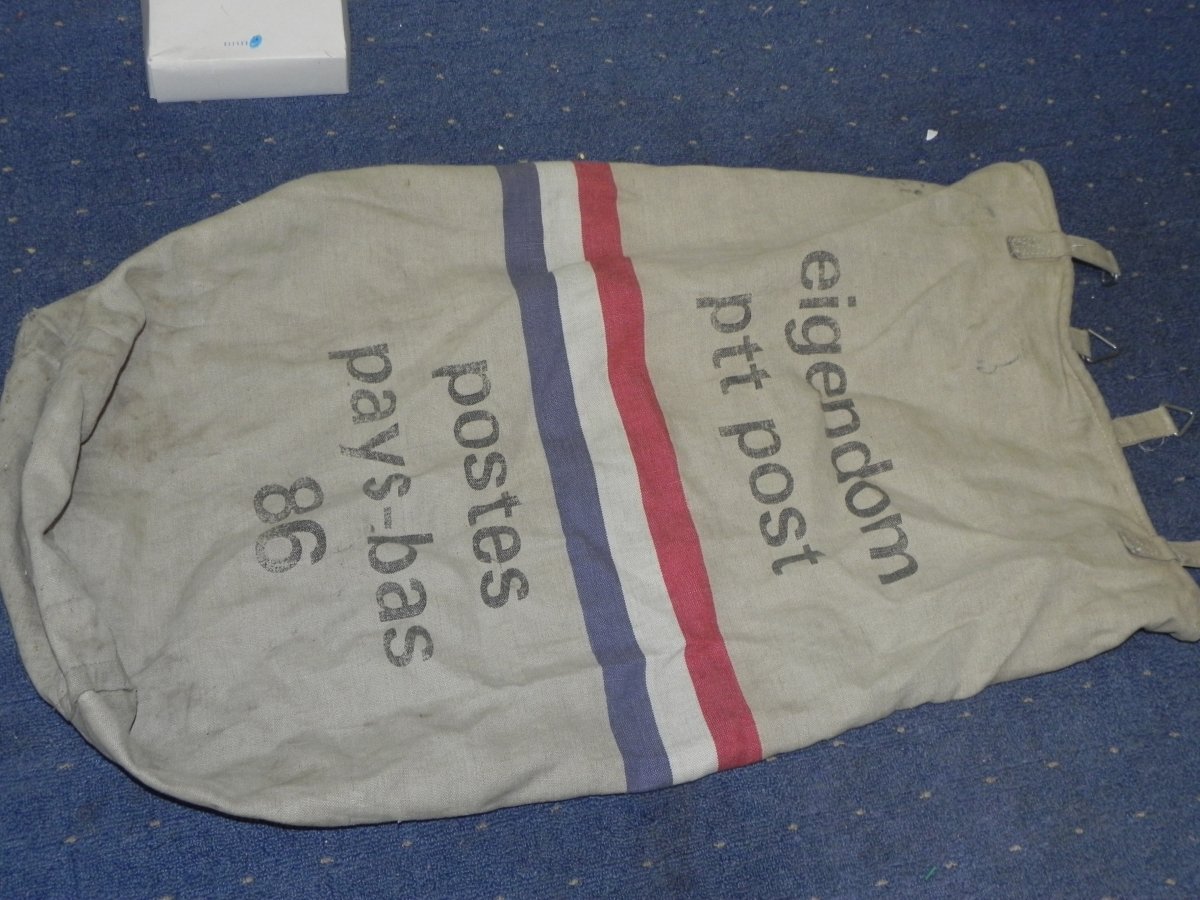 eigendom
ptt post
postes
pays-bas
86